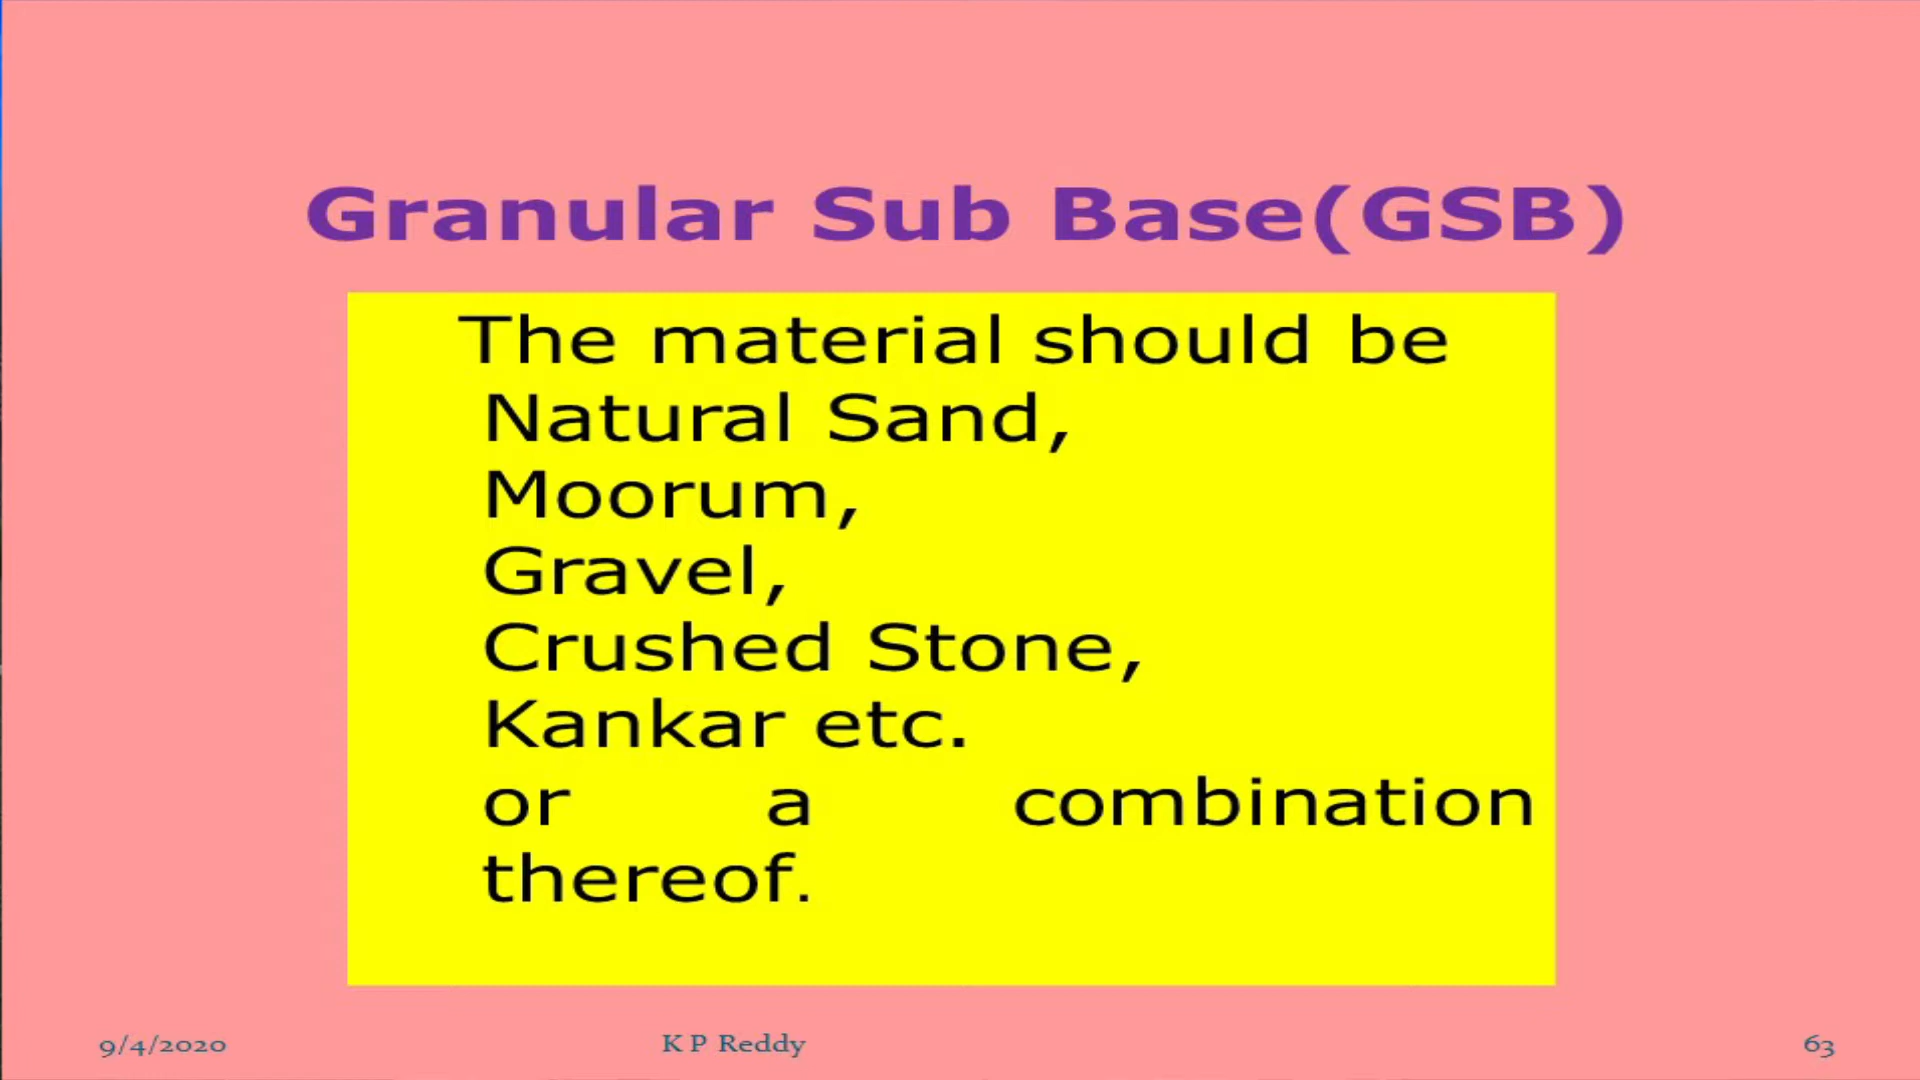 Granular Sub Base(GSB)
The material should be
Natural Sand,
Moorum,
Gravel,
Crushed Stone,
Kankar etc.
or a combination
thereof.
9/4/2020
K P Reddy
63